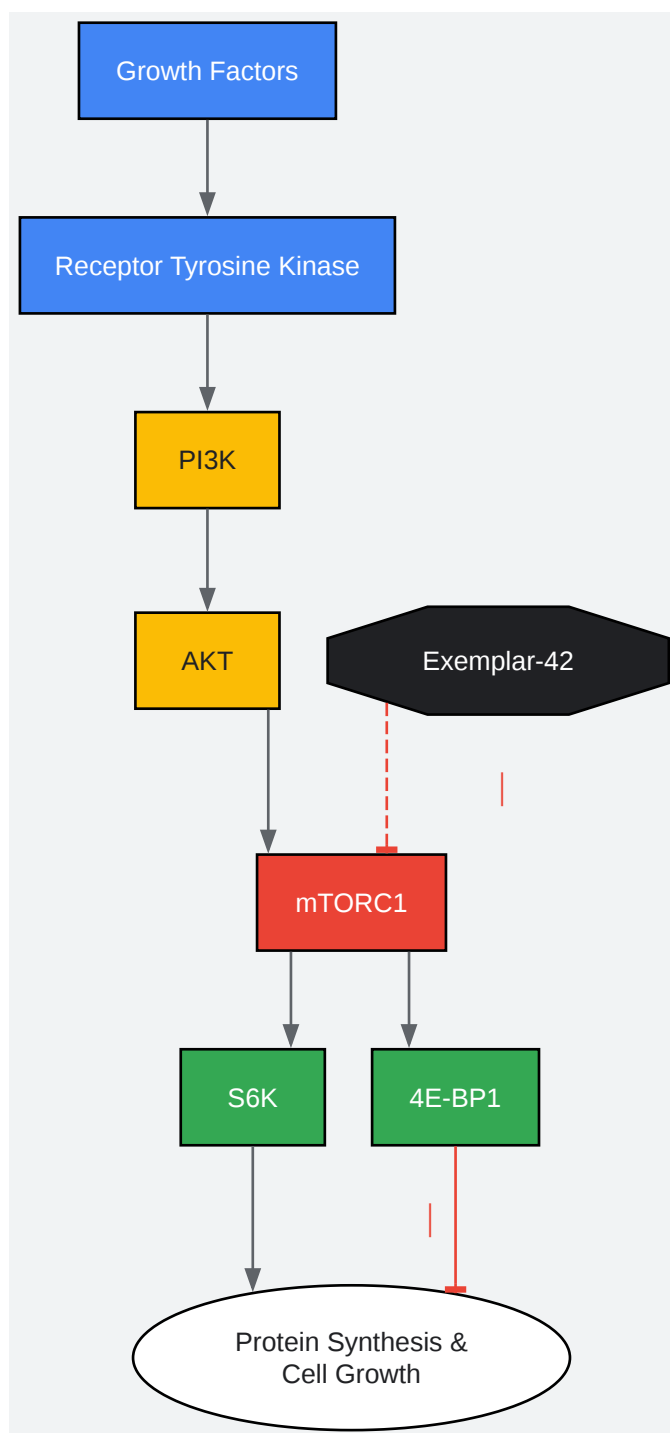 Growth Factors
Receptor Tyrosine Kinase
PI3K
AKT
Exemplar-42
mTORC1
S6K
4E-BP1
Protein Synthesis &
Cell Growth